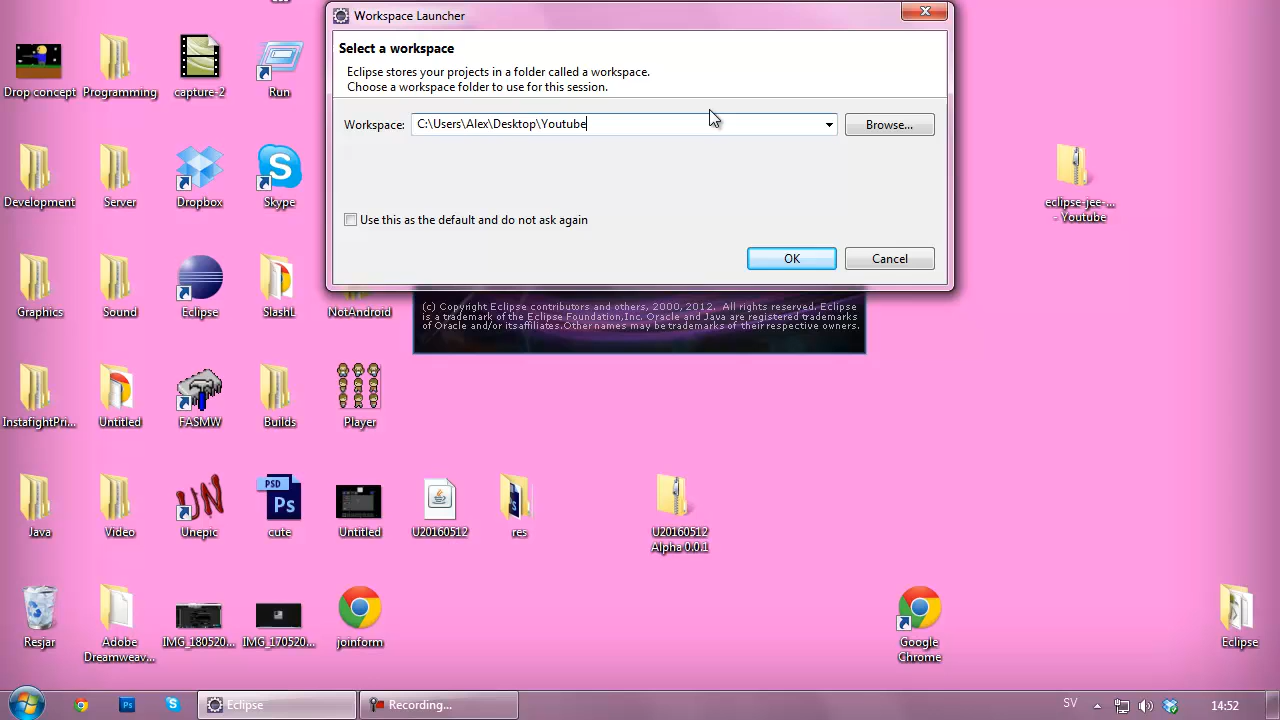 Workspace Launcher
Select a workspace
Eclipse stores your projects in a folder called a workspace.
Choose a workspace folder to use for this session.
Workspace:
C:\Users\Alex\Desktop\Youtube
Browse...
Use this as the default and do not ask again
OK
Cancel
(c) Copyright Eclipse contributors and others, 2000, 2012. All rights reserved. Eclipse
is a trademark of the Eclipse Foundation,Inc. Oracle and Java are registered trademarks
of Oracle and/or itsaffiliates.Other names may be trademarks of their respective owners.
Drop concept
Programming
capture-2
Run
Development
Server
Dropbox
Skype
eclipse-jee-...
- Youtube
Graphics
Sound
Eclipse
SlashL
NotAndroid
InstafightPri...
Untitled
FASMW
Builds
Player
Java
Video
Unepic
PSD
Ps
cute
Untitled
U20160512
res
U20160512
Alpha 0.0.1
Resjar
Adobe
Dreamweav...
IMG_180520...
IMG_170520...
joinform
Google
Chrome
Eclipse
Ps
Eclipse
Recording...
SV
14:52